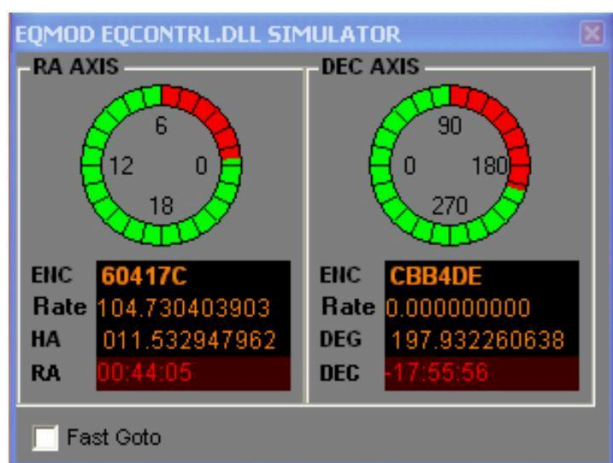 EQMOD EQCONTRL.DLL SIMULATOR
RA AXIS
6
12 0
18
ENC 60417C
Rate 104.730403903
HA 011.532947962
RA 00:44:05
DEC AXIS
90
0 180
270
ENC CBB4DE
Rate 0.000000000
DEG 197.932260638
DEC -17:55:56
Fast Goto